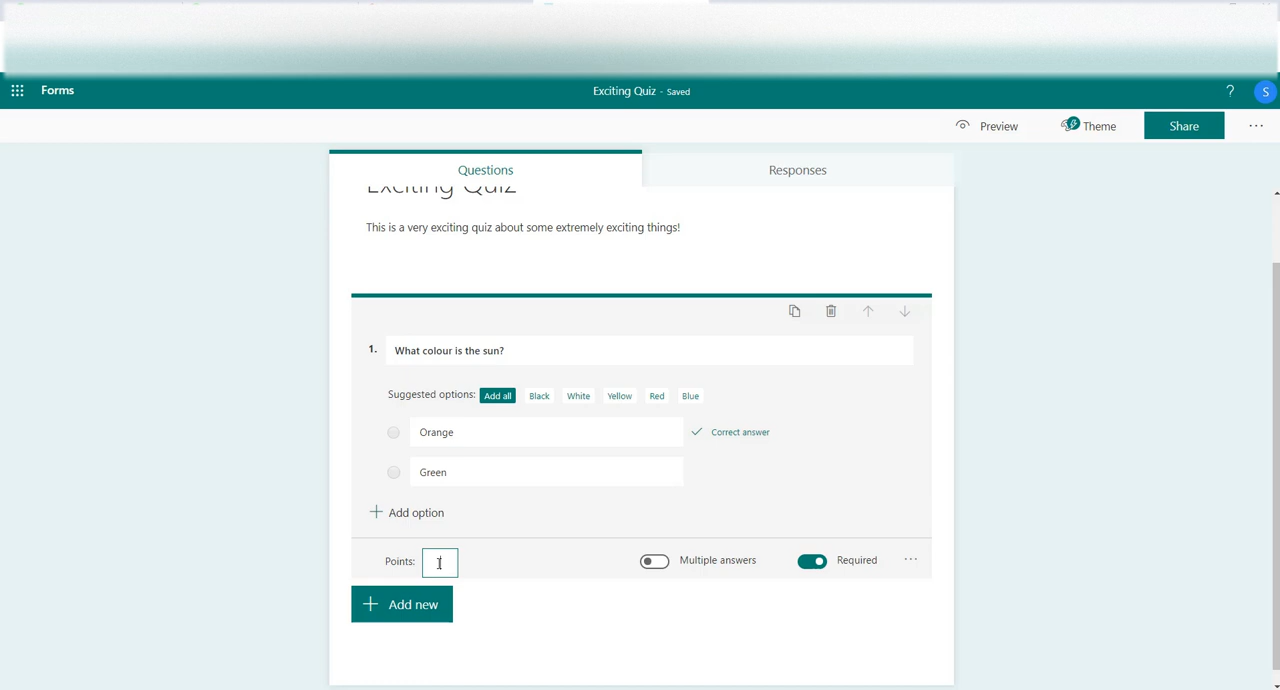 Forms
Exciting Quiz - Saved
?
S
Preview
Theme
Share
...
Questions
Responses
Exciting Quiz
This is a very exciting quiz about some extremely exciting things!
1. What colour is the sun?
Suggested options: Add all Black White Yellow Red Blue
Orange
Correct answer
Green
Add option
Points:
Multiple answers
Required
...
Add new